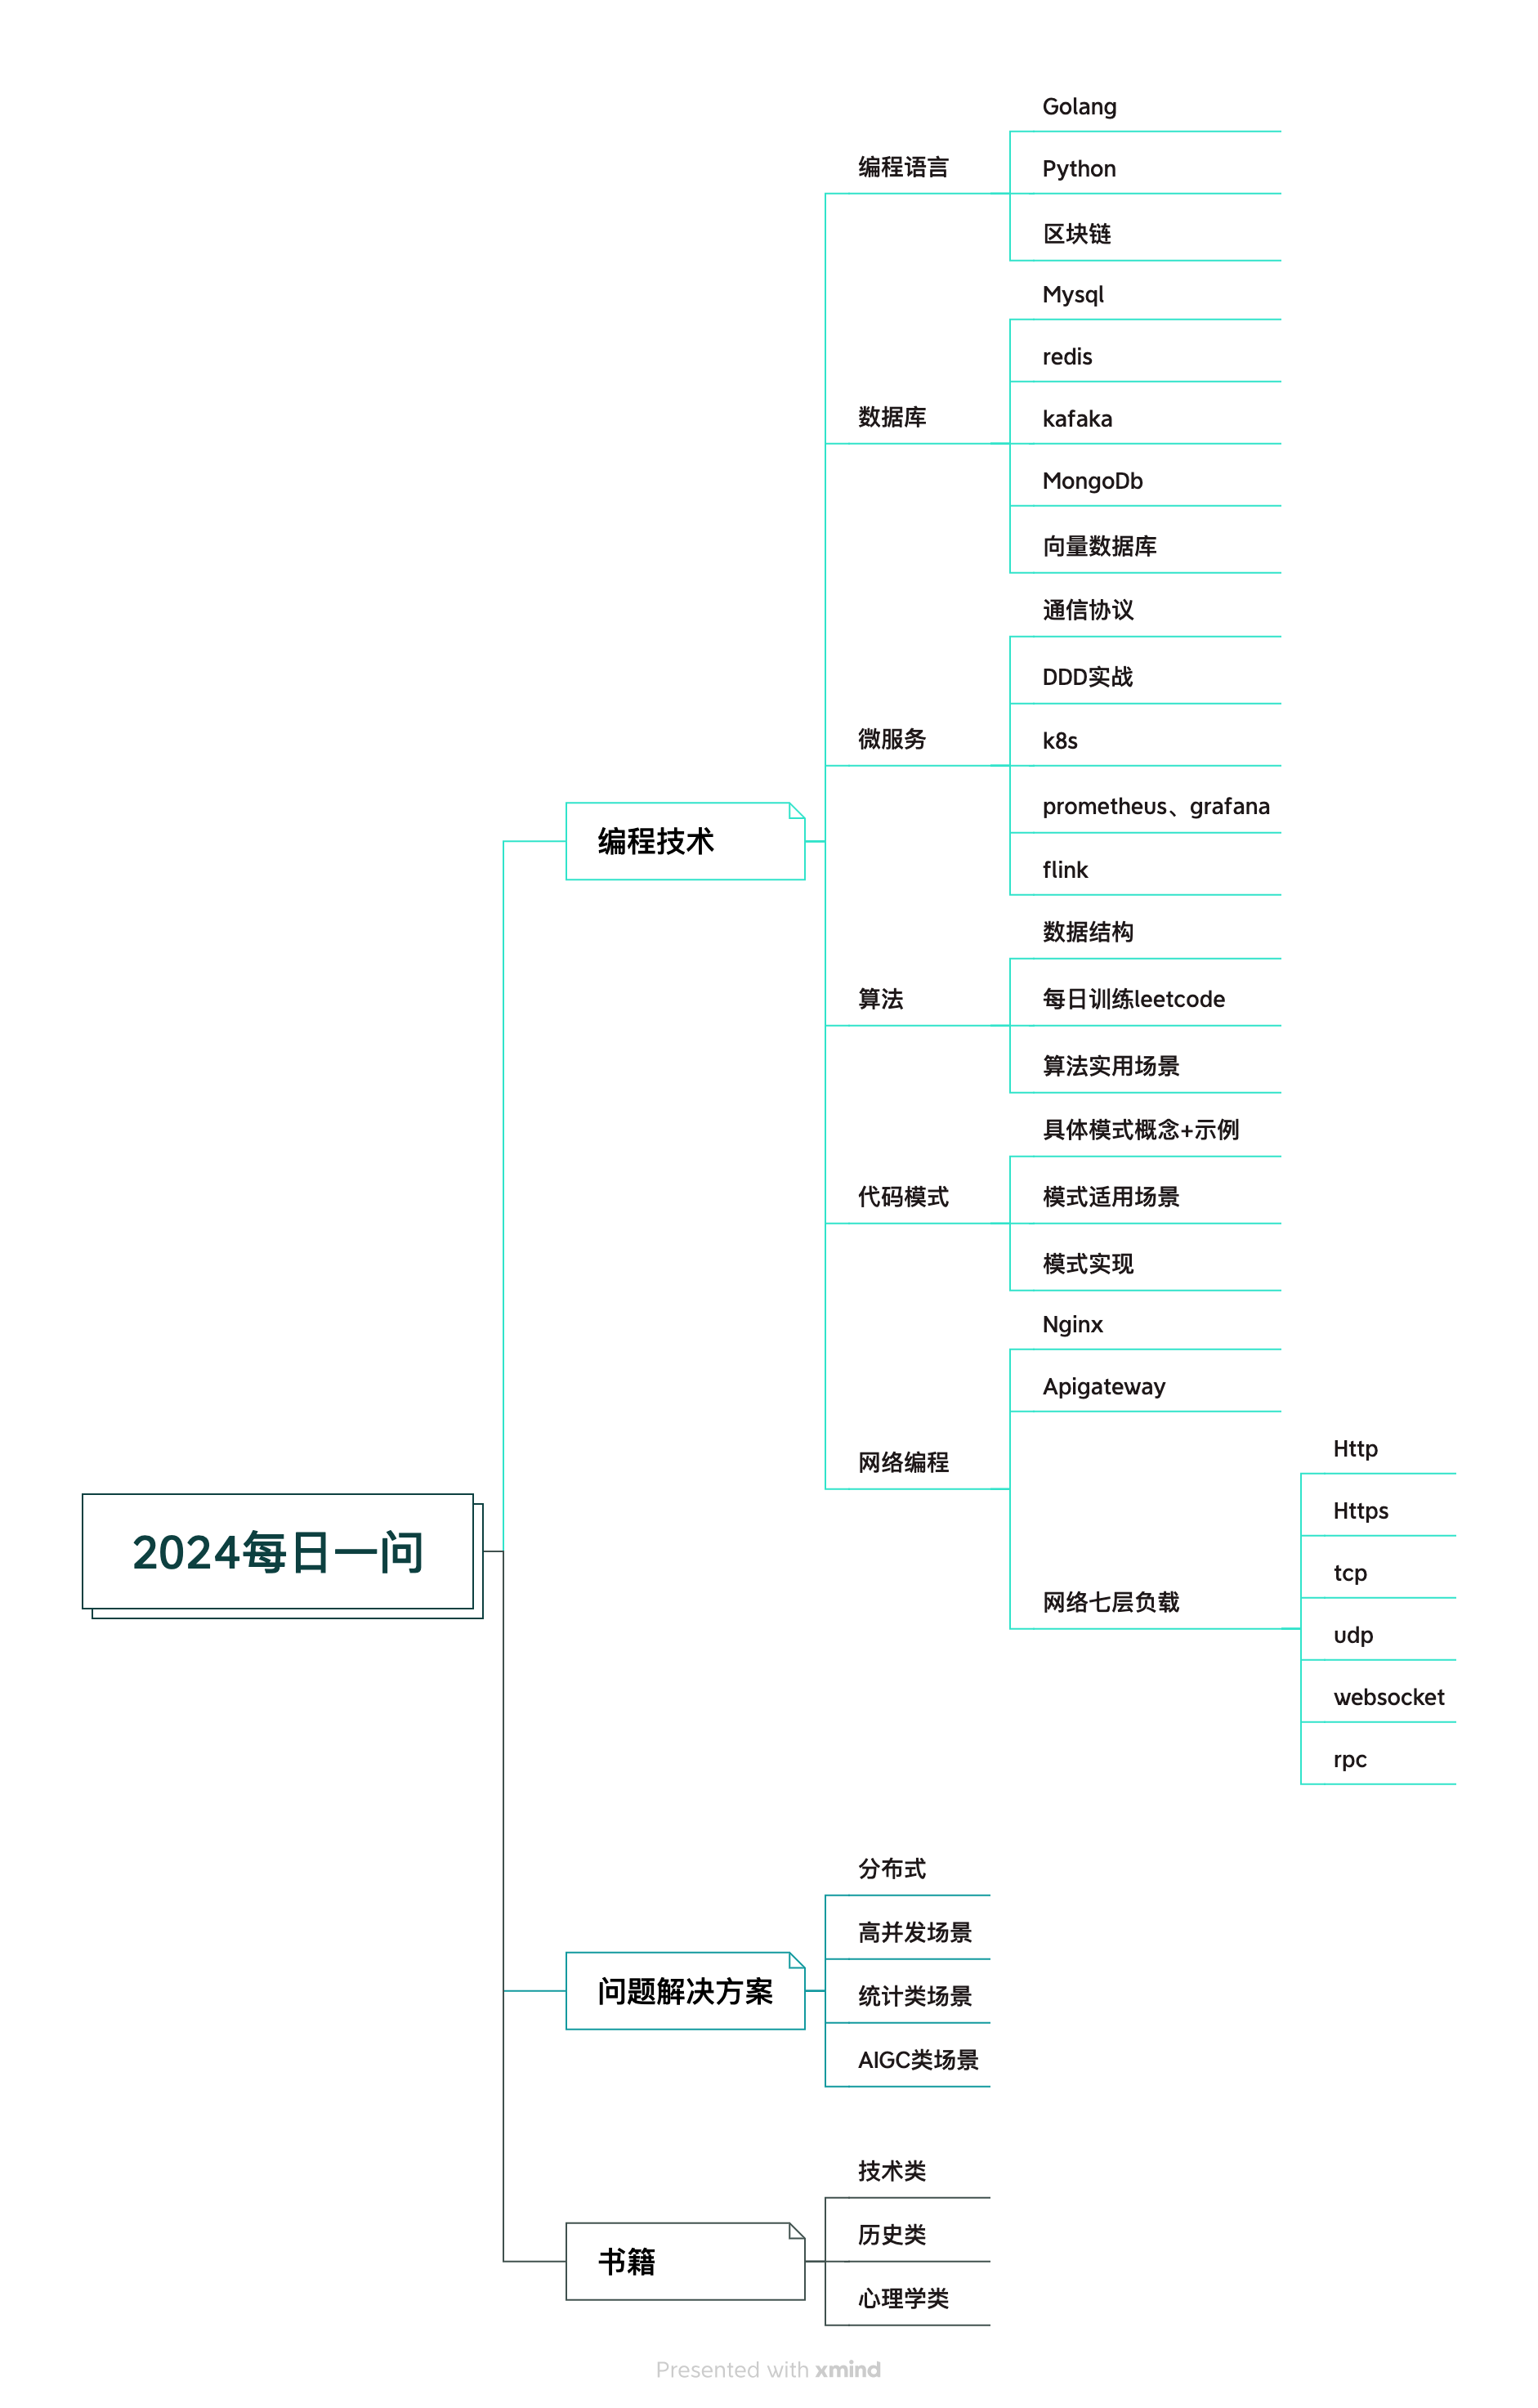 2024每日一问
编程技术
编程语言
Golang
Python
区块链
数据库
Mysql
redis
kafaka
MongoDb
向量数据库
微服务
通信协议
DDD实战
k8s
prometheus、grafana
flink
算法
数据结构
每日训练leetcode
算法实用场景
代码模式
具体模式概念+示例
模式适用场景
模式实现
网络编程
Nginx
Apigateway
网络七层负载
Http
Https
tcp
udp
websocket
rpc
问题解决方案
分布式
高并发场景
统计类场景
AIGC类场景
书籍
技术类
历史类
心理学类
Presented with xmind